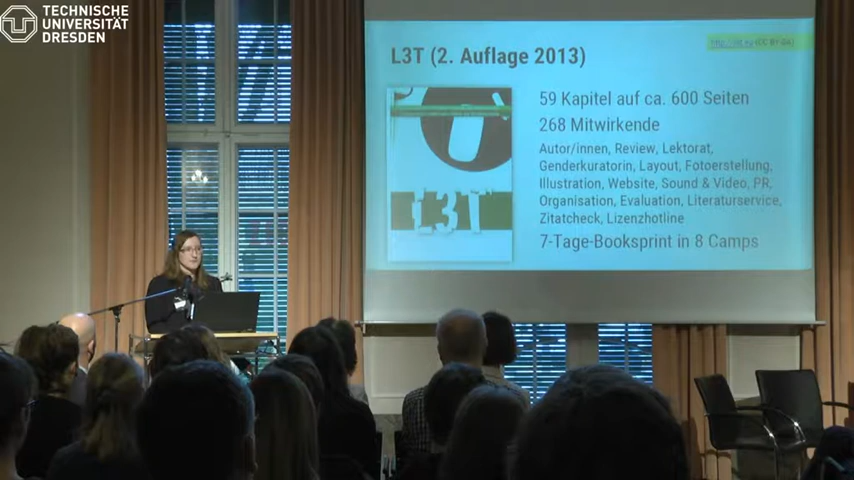 TECHNISCHE
UNIVERSITÄT
DRESDEN
L3T (2. Auflage 2013)
59 Kapitel auf ca. 600 Seiten
268 Mitwirkende
Autor/innen, Review, Lektorat,
Genderkuratorin, Layout, Fotoerstellung,
Illustration, Website, Sound & Video, PR,
Organisation, Evaluation, Literaturservice,
Zitatcheck, Lizenzhotline
7-Tage-Booksprint in 8 Camps
L3T